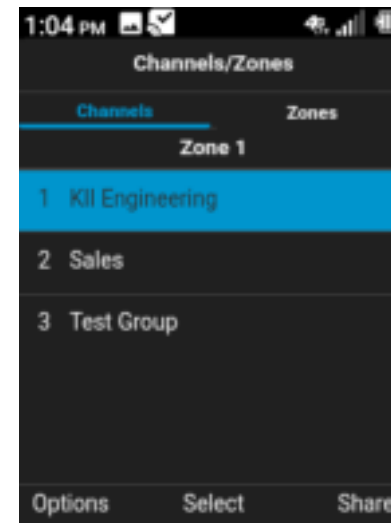 1:04 PM
Channels/Zones
Channels Zones
Zone 1
1 KII Engineering
2 Sales
3 Test Group
Options Select Share